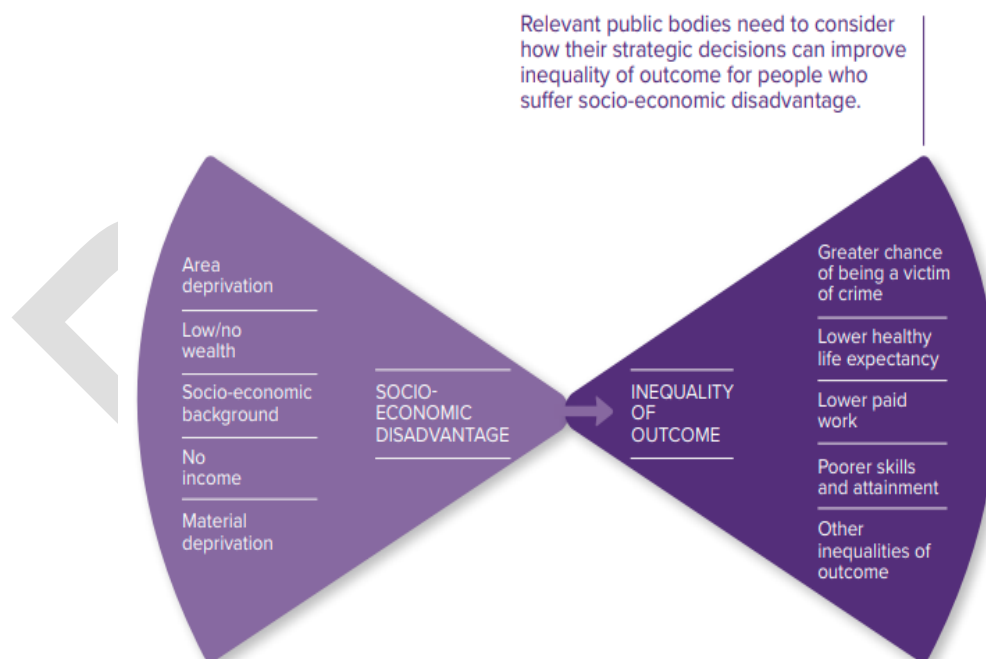 Relevant public bodies need to consider
how their strategic decisions can improve
inequality of outcome for people who
suffer socio-economic disadvantage.
Area
deprivation
Low/no
wealth
Socio-economic
background
No
income
Material
deprivation
SOCIO-
ECONOMIC
DISADVANTAGE
INEQUALITY
OF
OUTCOME
Greater chance
of being a victim
of crime
Lower healthy
life expectancy
Lower paid
work
Poorer skills
and attainment
Other
inequalities of
outcome